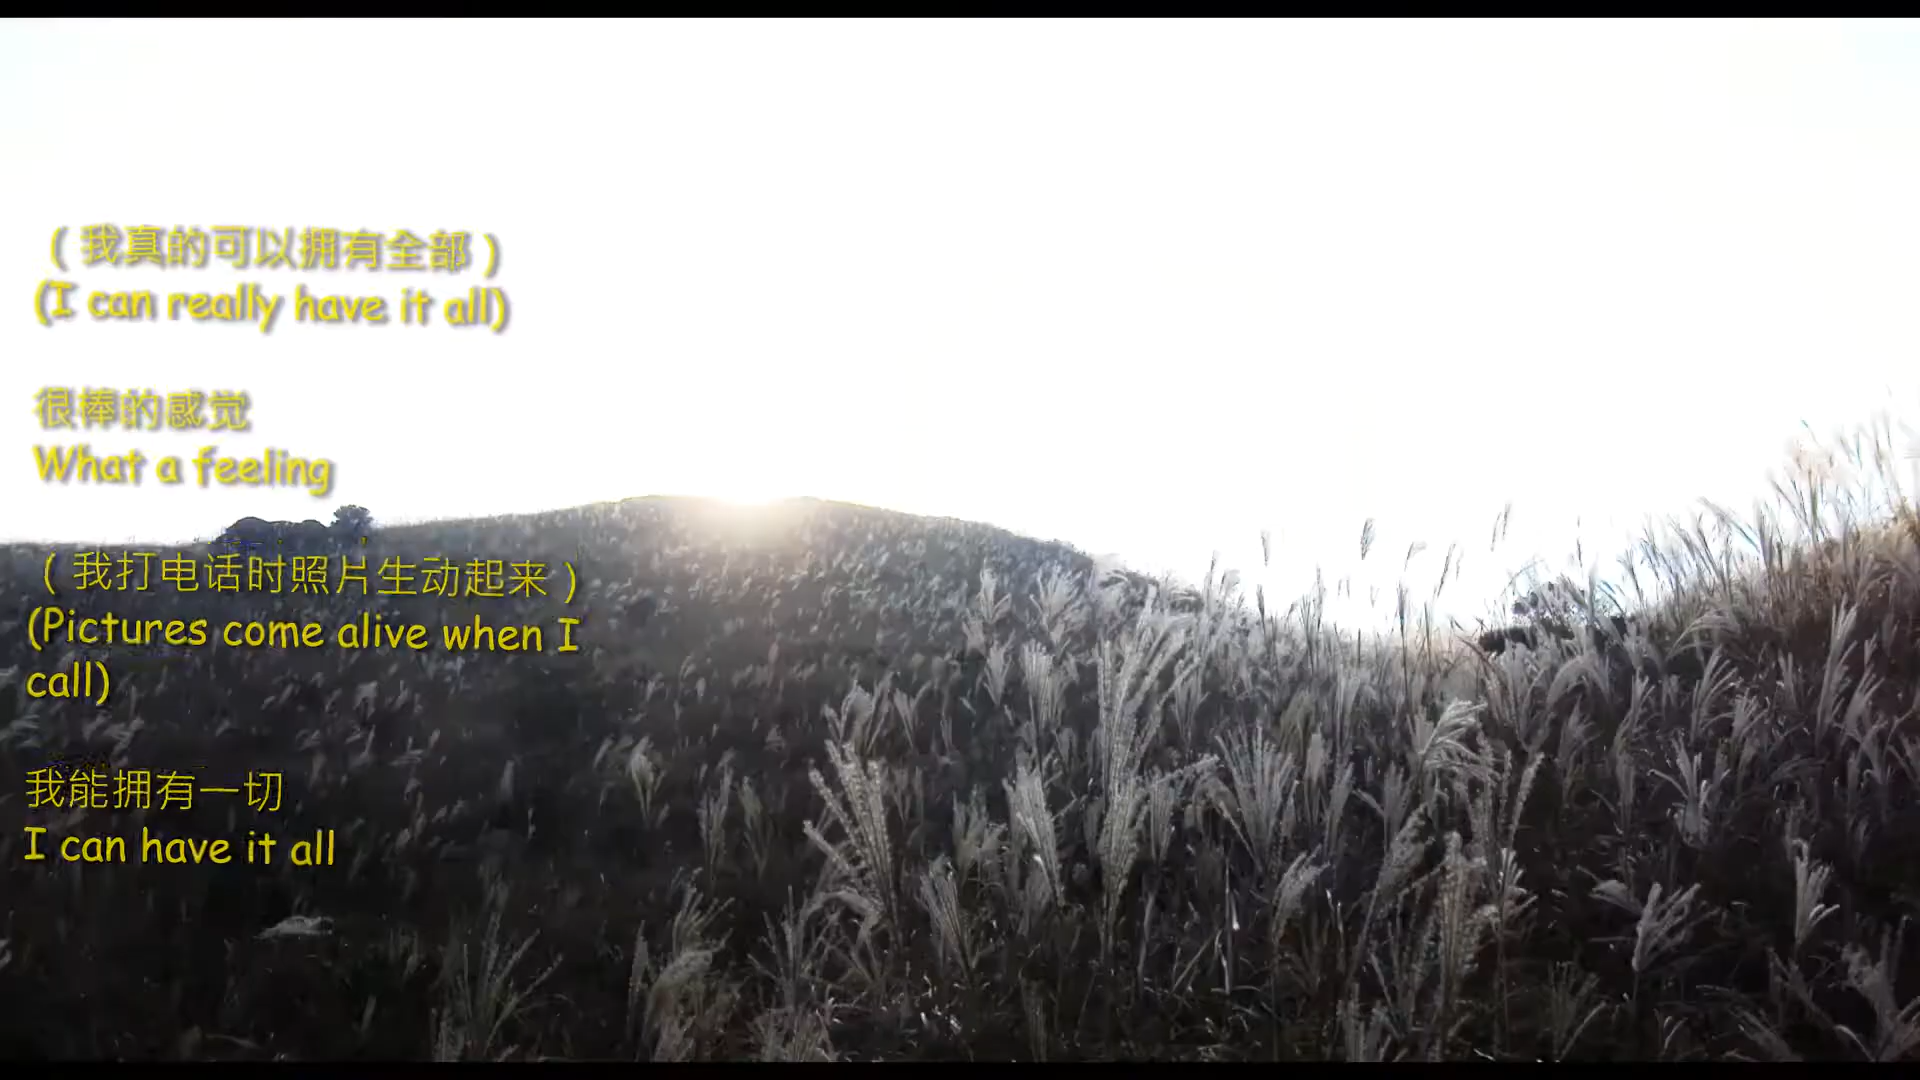 （我真的可以拥有全部）
(I can really have it all)
很棒的感觉
What a feeling
（我打电话时照片生动起来）
(Pictures come alive when I
call)
我能拥有一切
I can have it all